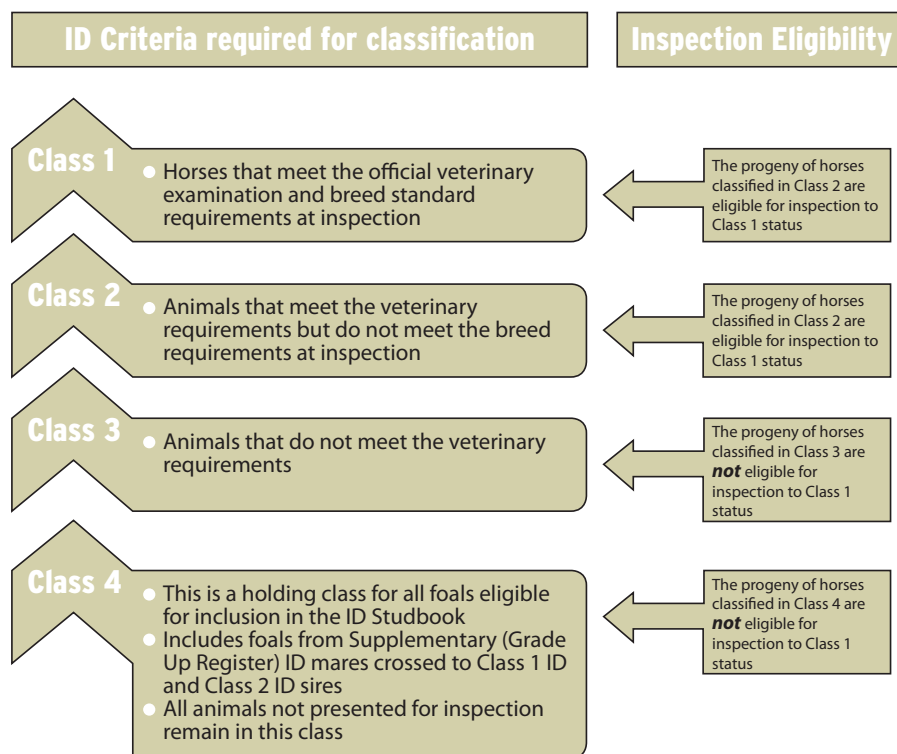 ID Criteria required for classification
Inspection Eligibility
Class 1
Horses that meet the official veterinary
examination and breed standard
requirements at inspection
The progeny of horses
classified in Class 2 are
eligible for inspection to
Class 1 status
Class 2
Animals that meet the veterinary
requirements but do not meet the breed
requirements at inspection
The progeny of horses
classified in Class 2 are
eligible for inspection to
Class 1 status
Class 3
Animals that do not meet the veterinary
requirements
The progeny of horses
classified in Class 3 are
not eligible for
inspection to Class 1
status
Class 4
This is a holding class for all foals eligible
for inclusion in the ID Studbook
Includes foals from Supplementary (Grade
Up Register) ID mares crossed to Class 1 ID
and Class 2 ID sires
All animals not presented for inspection
remain in this class
The progeny of horses
classified in Class 4 are
not eligible for
inspection to Class 1
status